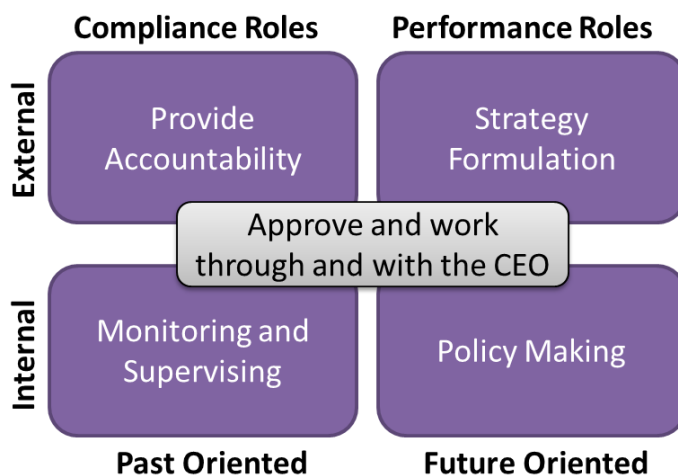 Compliance Roles
Performance Roles
External
Provide
Accountability
Strategy
Formulation
Approve and work
through and with the CEO
Internal
Monitoring and
Supervising
Policy Making
Past Oriented
Future Oriented